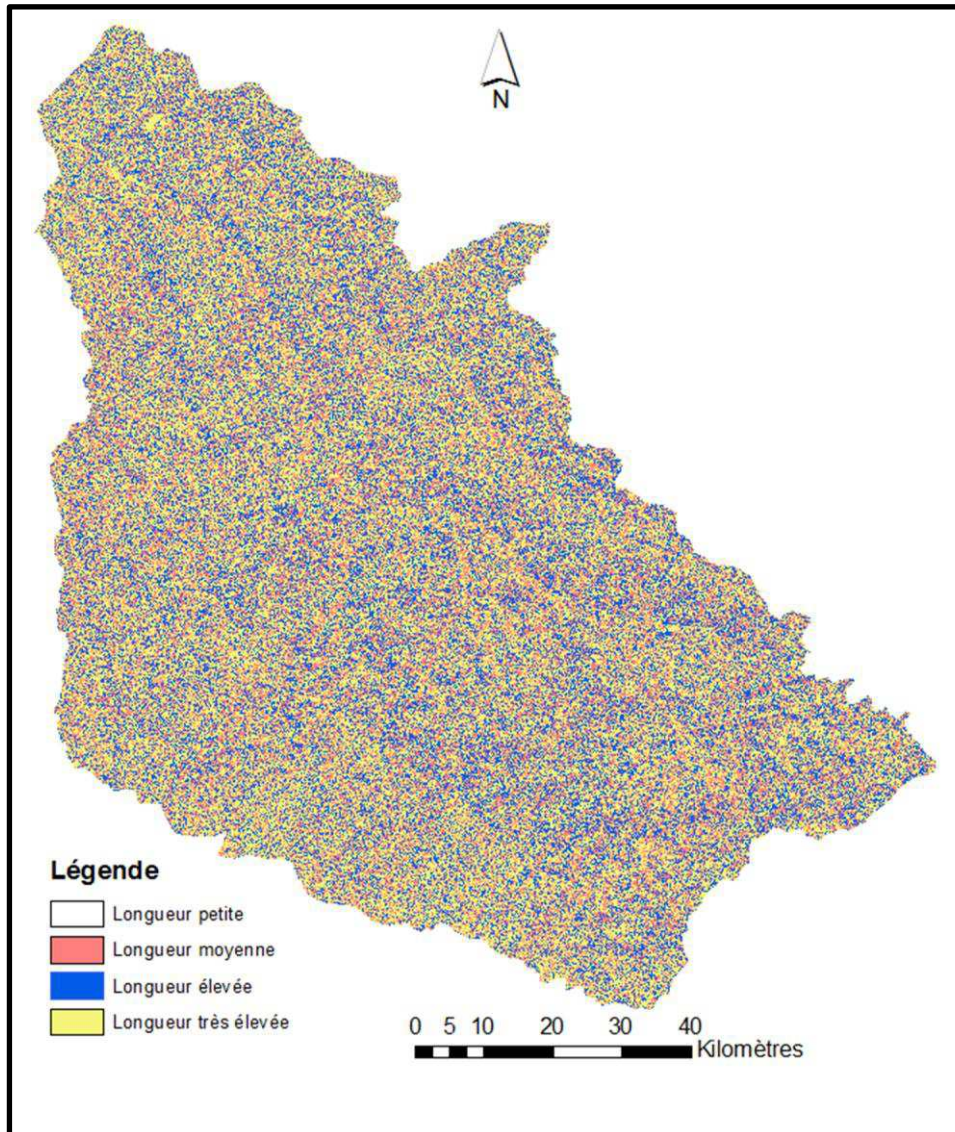 N
Légende
Longueur petite
Longueur moyenne
Longueur élevée
Longueur très élevée
0 5 10 20 30 40
Kilomètres